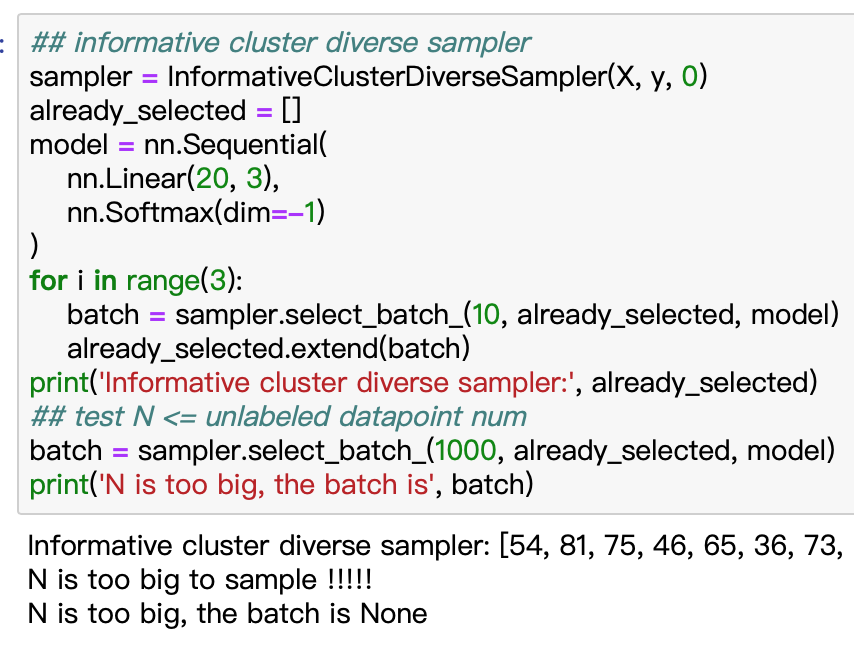 :
## informative cluster diverse sampler
sampler = InformativeClusterDiverseSampler(X, y, 0)
already_selected = []
model = nn.Sequential(
    nn.Linear(20, 3),
    nn.Softmax(dim=-1)
)
for i in range(3):
    batch = sampler.select_batch_(10, already_selected, model)
    already_selected.extend(batch)
print('Informative cluster diverse sampler:', already_selected)
## test N <= unlabeled datapoint num
batch = sampler.select_batch_(1000, already_selected, model)
print('N is too big, the batch is', batch)
Informative cluster diverse sampler: [54, 81, 75, 46, 65, 36, 73,
N is too big to sample !!!!!
N is too big, the batch is None